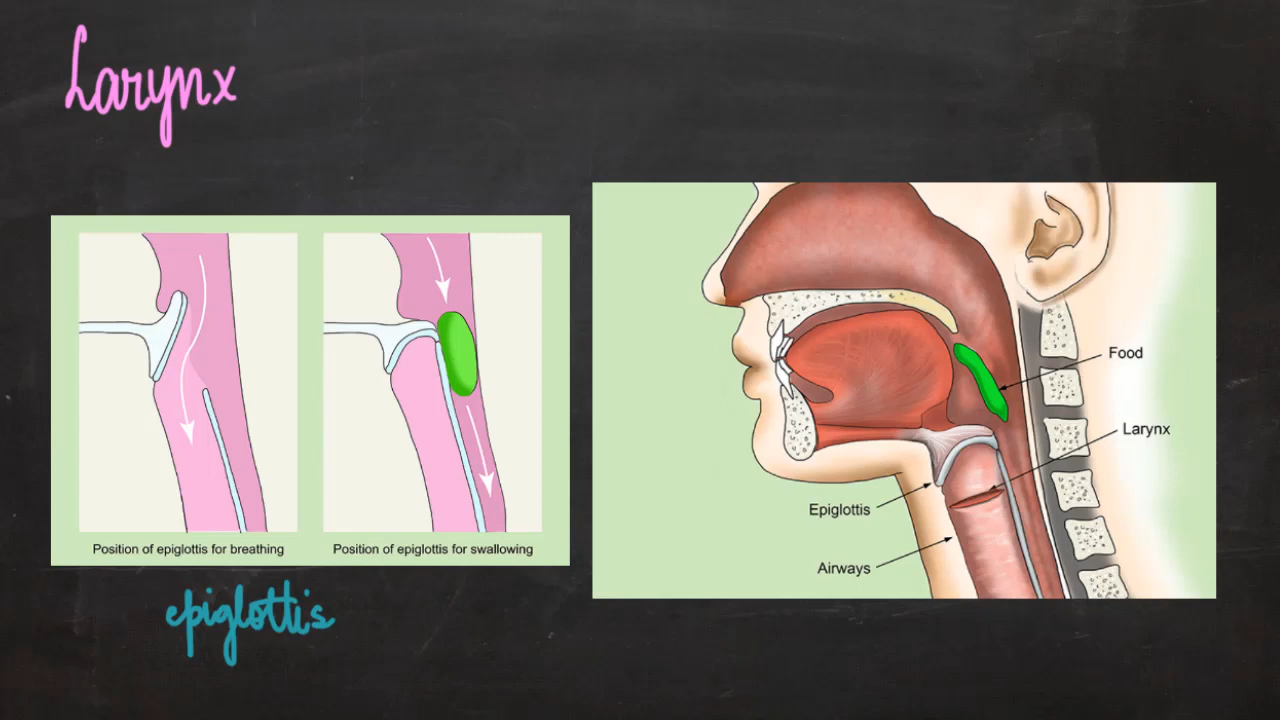 Larynx
Position of epiglottis for breathing
Position of epiglottis for swallowing
epiglottis
Food
Larynx
Epiglottis
Airways